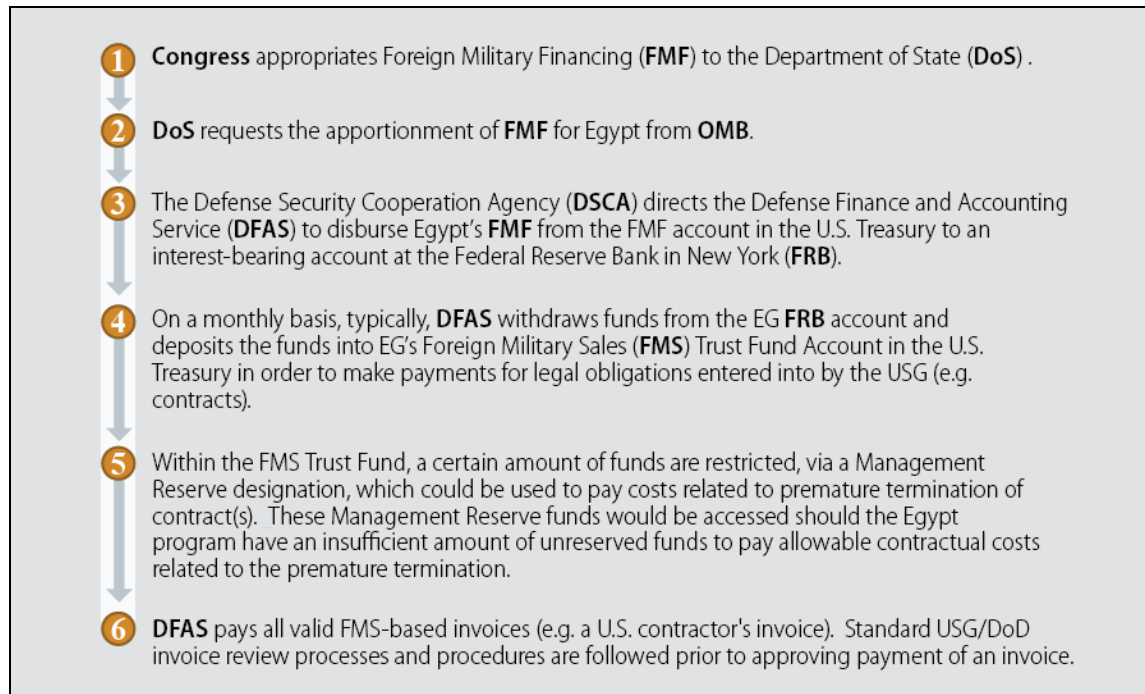 1 Congress appropriates Foreign Military Financing (FMF) to the Department of State (DoS) .
2 DoS requests the apportionment of FMF for Egypt from OMB.
3 The Defense Security Cooperation Agency (DSCA) directs the Defense Finance and Accounting
Service (DFAS) to disburse Egypt's FMF from the FMF account in the U.S. Treasury to an
interest-bearing account at the Federal Reserve Bank in New York (FRB).
4 On a monthly basis, typically, DFAS withdraws funds from the EG FRB account and
deposits the funds into EG's Foreign Military Sales (FMS) Trust Fund Account in the U.S.
Treasury in order to make payments for legal obligations entered into by the USG (e.g.
contracts).
5 Within the FMS Trust Fund, a certain amount of funds are restricted, via a Management
Reserve designation, which could be used to pay costs related to premature termination of
contract(s).  These Management Reserve funds would be accessed should the Egypt
program have an insufficient amount of unreserved funds to pay allowable contractual costs
related to the premature termination.
6 DFAS pays all valid FMS-based invoices (e.g. a U.S. contractor's invoice).  Standard USG/DoD
invoice review processes and procedures are followed prior to approving payment of an invoice.